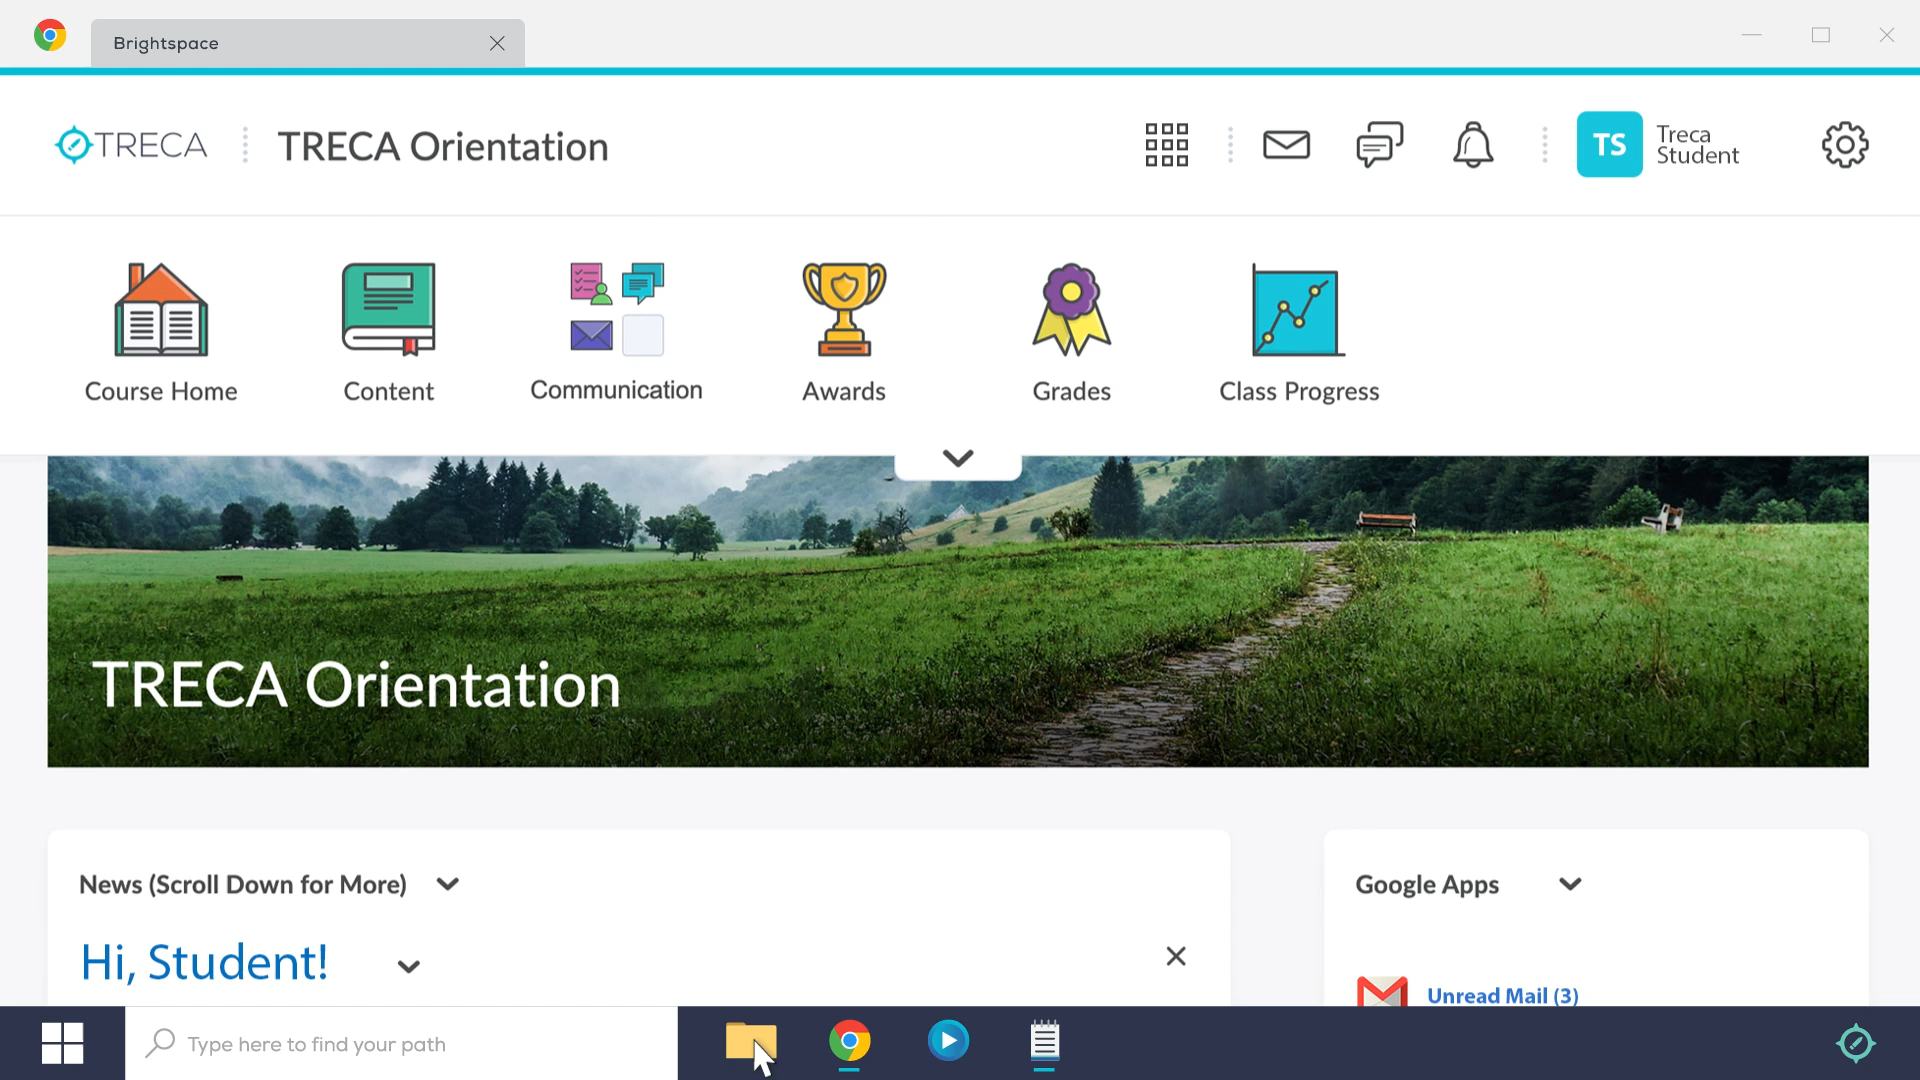 Brightspace
TRECA
TRECA Orientation
TS
Treca
Student
Course Home
Content
Communication
Awards
Grades
Class Progress
TRECA Orientation
News (Scroll Down for More)
Google Apps
Hi, Student!
Unread Mail (3)
Type here to find your path